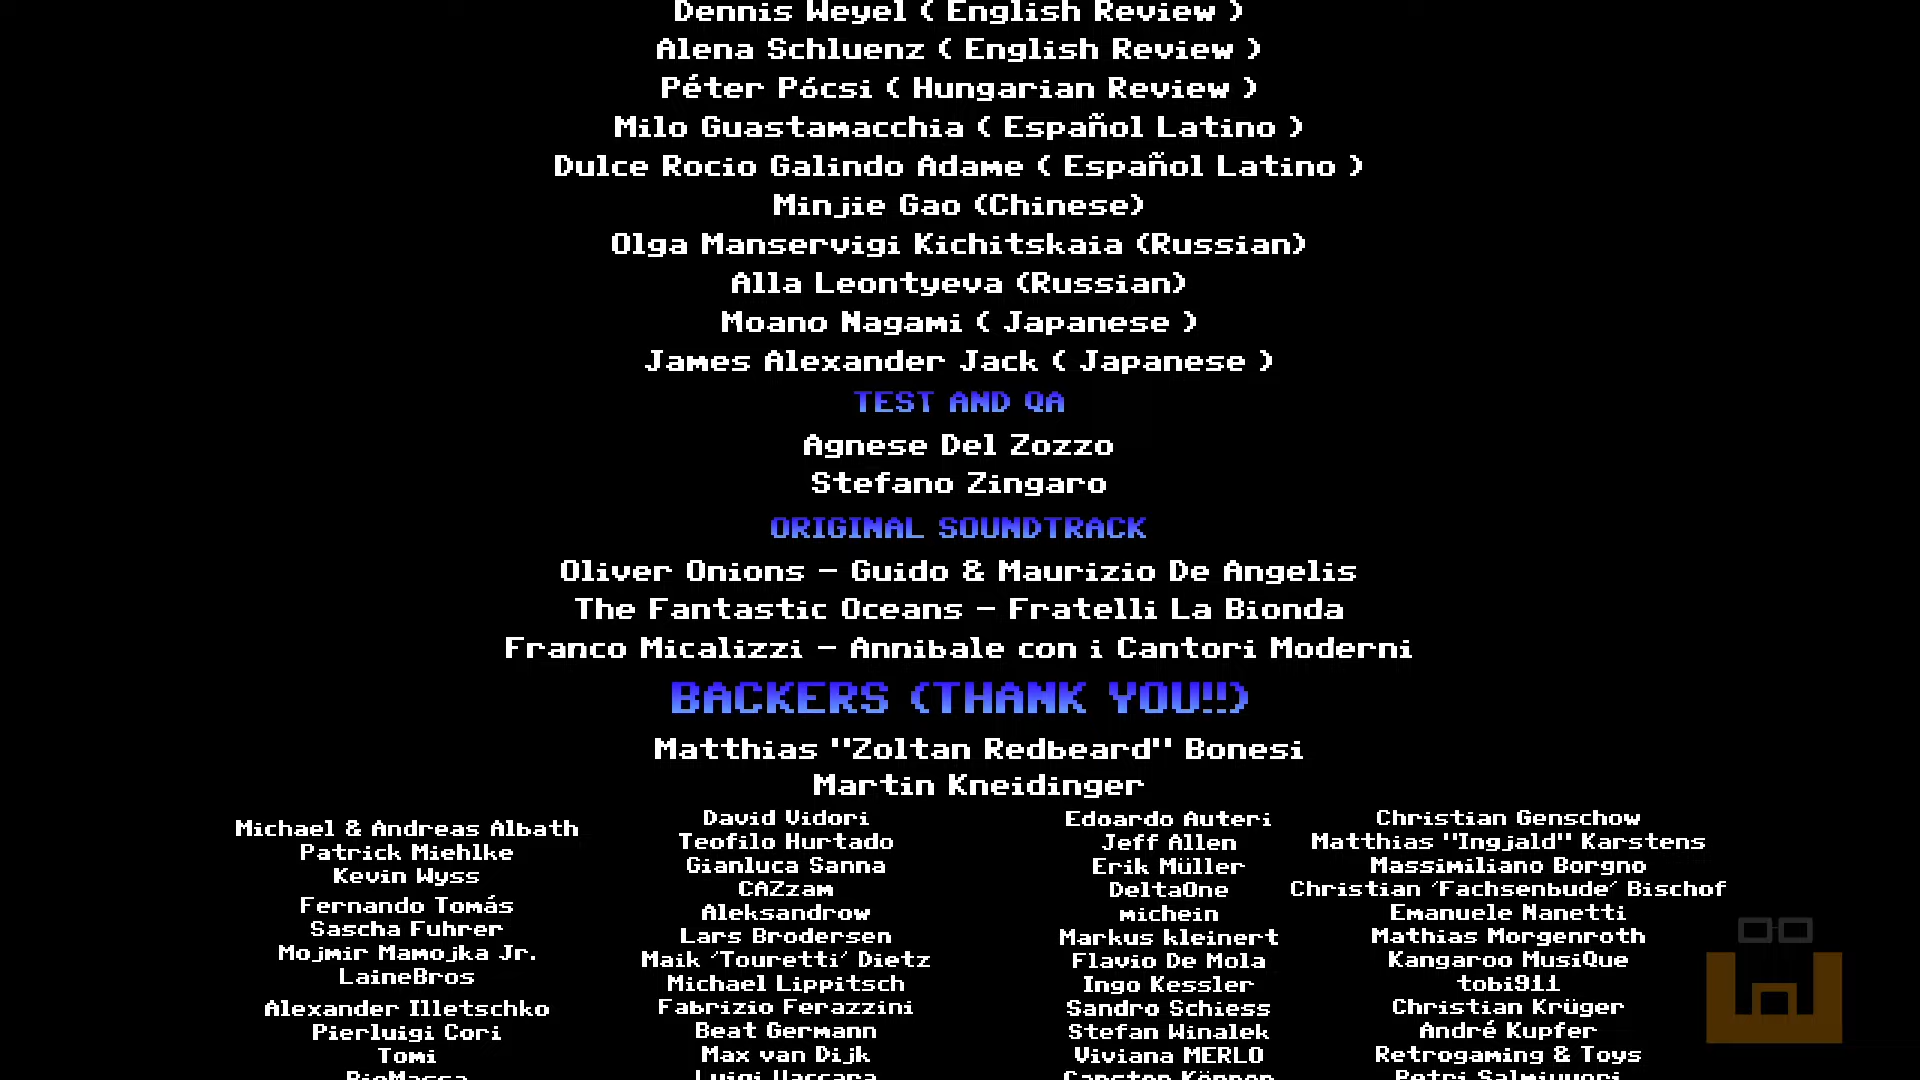 Dennis Weyel ( English Review )
Alena Schluenz ( English Review )
Péter Pócsi ( Hungarian Review )
Milo Guastamacchia ( Español Latino )
Dulce Rocio Galindo Adame ( Español Latino )
Minjie Gao (Chinese)
Olga Manservigi Kichitskaia (Russian)
Alla Leontyeva (Russian)
Moano Nagami ( Japanese )
James Alexander Jack ( Japanese )
TEST AND QA
Agnese Del Zozzo
Stefano Zingaro
ORIGINAL SOUNDTRACK
Oliver Onions – Guido & Maurizio De Angelis
The Fantastic Oceans – Fratelli La Bionda
Franco Micalizzi – Annibale con i Cantori Moderni
BACKERS (THANK YOU!!)
Matthias "Zoltan Redbeard" Bonesi
Martin Kneidinger
Michael & Andreas Albath
Patrick Miehlke
Kevin Wyss
Fernando Tomás
Sascha Fuhrer
Mojmir Mamojka Jr.
LaineBros
Alexander Illetschko
Pierluigi Cori
Tomi
David Vidori
Teofilo Hurtado
Gianluca Sanna
CAZzam
Aleksandrow
Lars Brodersen
Maik 'Touretti' Dietz
Michael Lippitsch
Fabrizio Ferazzini
Beat Germann
Max van Dijk
Edoardo Auteri
Jeff Allen
Erik Müller
DeltaOne
michein
Markus kleinert
Flavio De Mola
Ingo Kessler
Sandro Schiess
Stefan Winalek
Viviana MERLO
Christian Genschow
Matthias "Ingjald" Karstens
Massimiliano Borgno
Christian 'Fachsenbude' Bischof
Emanuele Nanetti
Mathias Morgenroth
Kangaroo MusiQue
tobi911
Christian Krüger
André Kupfer
Retrogaming & Toys